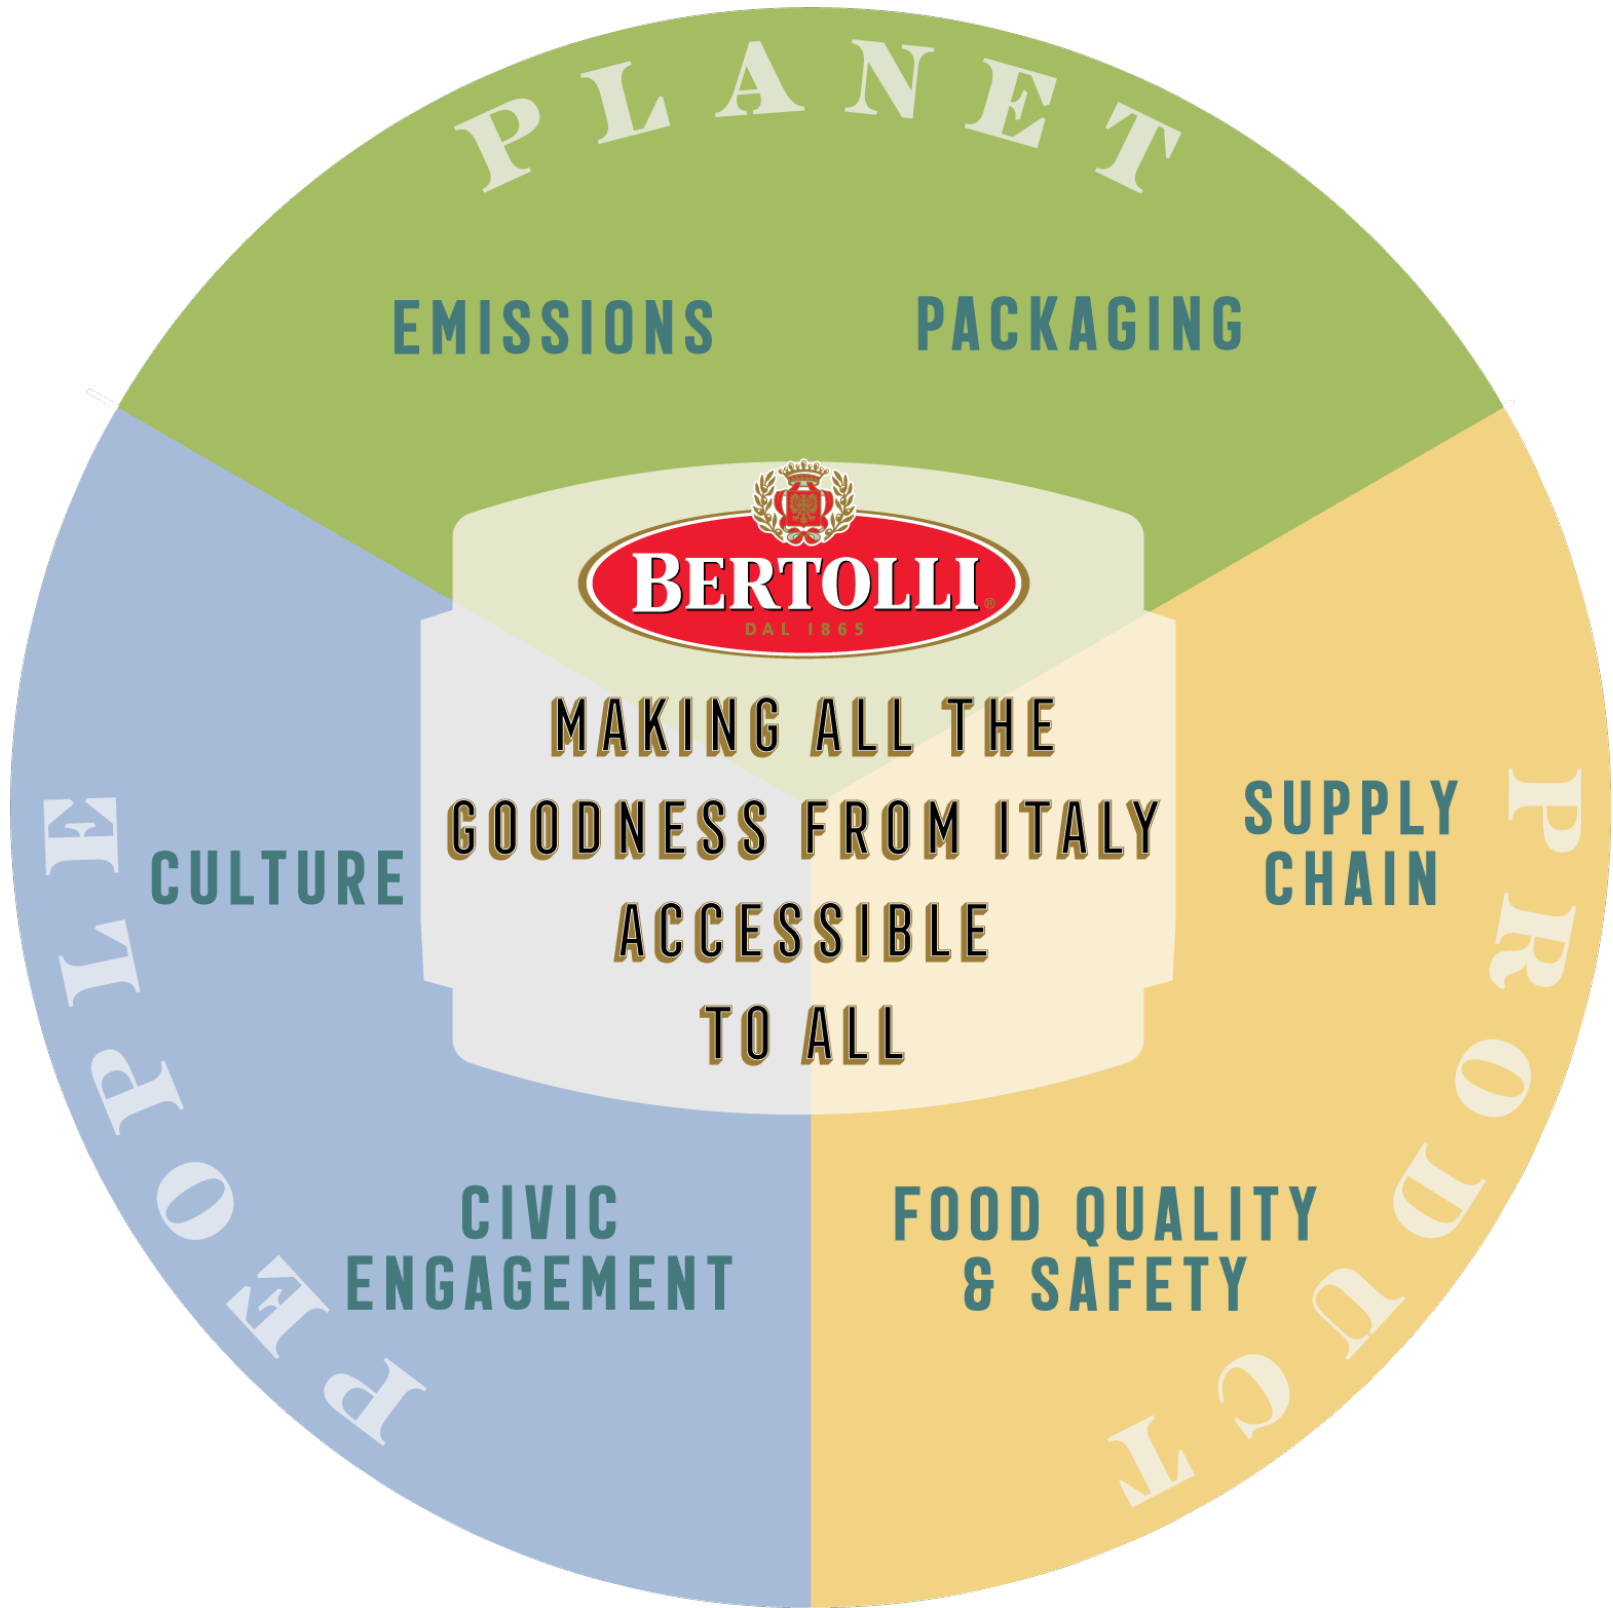 PLANET
EMISSIONS
PACKAGING
BERTOLLI®
DAL 1865
MAKING ALL THE
GOODNESS FROM ITALY
ACCESSIBLE
TO ALL
PEOPLE
CULTURE
CIVIC
ENGAGEMENT
PRODUCT
SUPPLY
CHAIN
FOOD QUALITY
& SAFETY